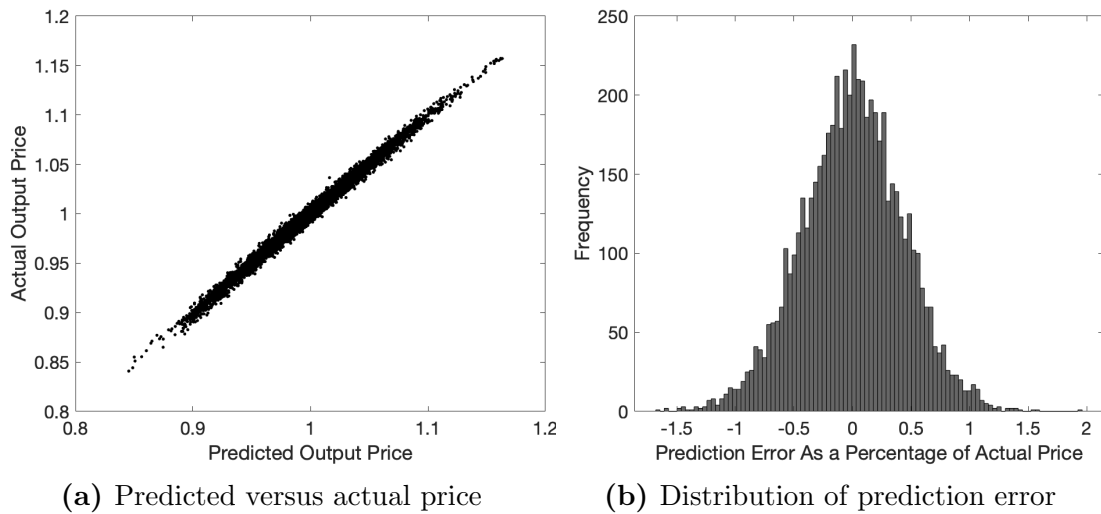 1.2
1.15
1.1
1.05
1
0.95
0.9
0.85
0.8
Actual Output Price
0.8 0.9 1 1.1 1.2
Predicted Output Price
(a) Predicted versus actual price
250
200
150
100
50
0
Frequency
-1.5 -1 -0.5 0 0.5 1 1.5 2
Prediction Error As a Percentage of Actual Price
(b) Distribution of prediction error